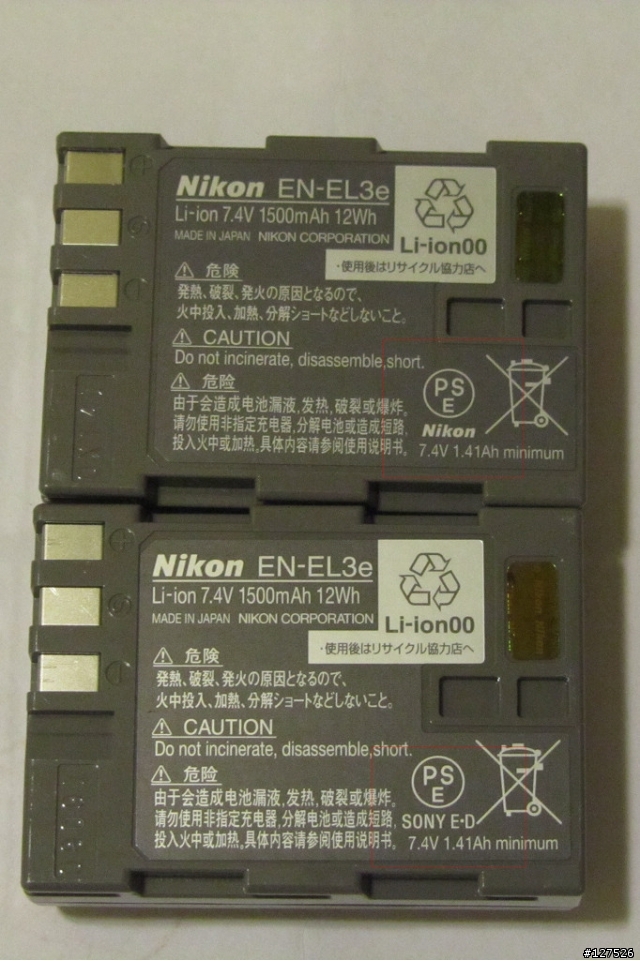 Nikon EN-EL3e
Li-ion 7.4V 1500mAh 12Wh
MADE IN JAPAN NIKON CORPORATION
Li-ion00
・使用後はリサイクル協力店へ
⚠ 危険
発熱、破裂、発火の原因となるので、
火中投入、加熱、分解ショートなどしないこと。
⚠ CAUTION
Do not incinerate, disassemble,short.
⚠ 危险
由于会造成电池漏液,发热,破裂或爆炸。
请勿使用非指定充电器,分解电池或造成短路,
投入火中或加热。具体内容请参阅使用说明书。
PS
E
Nikon
7.4V 1.41Ah minimum
Nikon EN-EL3e
Li-ion 7.4V 1500mAh 12Wh
MADE IN JAPAN NIKON CORPORATION
Li-ion00
・使用後はリサイクル協力店へ
⚠ 危険
発熱、破裂、発火の原因となるので、
火中投入、加熱、分解ショートなどしないこと。
⚠ CAUTION
Do not incinerate, disassemble,short.
⚠ 危险
由于会造成电池漏液,发热,破裂或爆炸。
请勿使用非指定充电器,分解电池或造成短路,
投入火中或加热。具体内容请参阅使用说明书。
PS
E
SONY E·D
7.4V 1.41Ah minimum
#127526